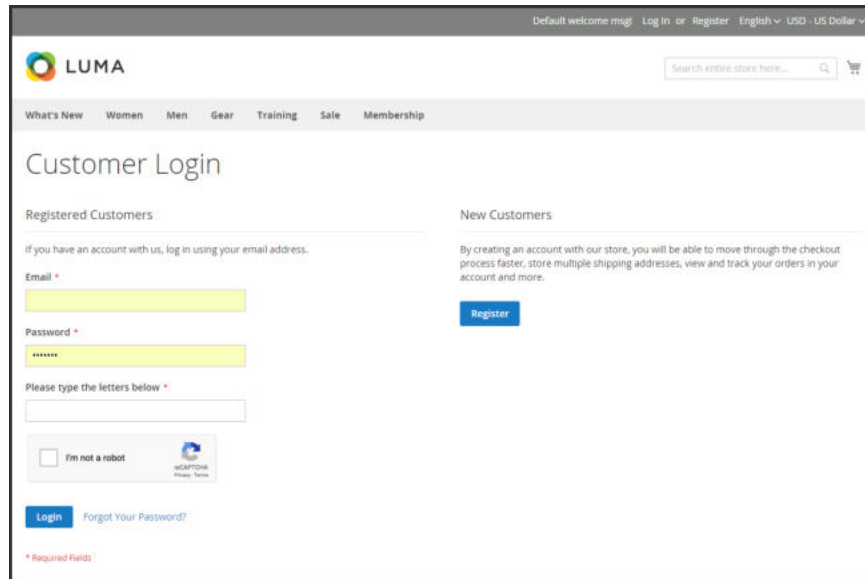 Default welcome msg! Log In or Register English USD - US Dollar
LUMA
Search entire store here...
What's New Women Men Gear Training Sale Membership
Customer Login
Registered Customers
If you have an account with us, log in using your email address.
Email *
Password *
•••••••
Please type the letters below *
I'm not a robot
reCAPTCHA
Privacy - Terms
Login Forgot Your Password?
* Required Fields
New Customers
By creating an account with our store, you will be able to move through the checkout
process faster, store multiple shipping addresses, view and track your orders in your
account and more.
Register